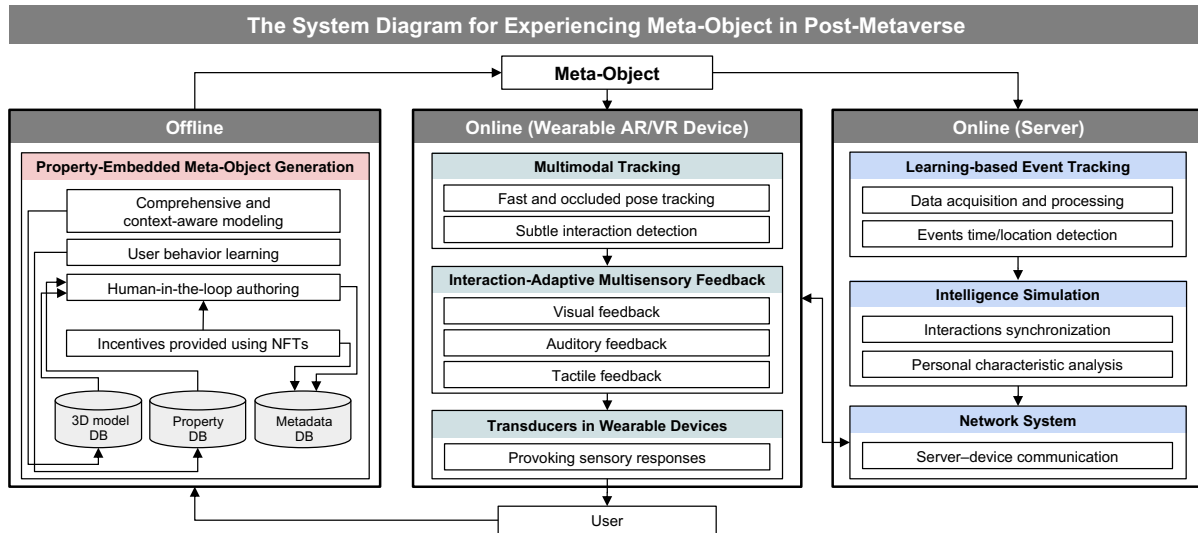 The System Diagram for Experiencing Meta-Object in Post-Metaverse
Meta-Object
Offline
Property-Embedded Meta-Object Generation
Comprehensive and
context-aware modeling
User behavior learning
Human-in-the-loop authoring
Incentives provided using NFTs
3D model
DB
Property
DB
Metadata
DB
Online (Wearable AR/VR Device)
Multimodal Tracking
Fast and occluded pose tracking
Subtle interaction detection
Interaction-Adaptive Multisensory Feedback
Visual feedback
Auditory feedback
Tactile feedback
Transducers in Wearable Devices
Provoking sensory responses
Online (Server)
Learning-based Event Tracking
Data acquisition and processing
Events time/location detection
Intelligence Simulation
Interactions synchronization
Personal characteristic analysis
Network System
Server–device communication
User